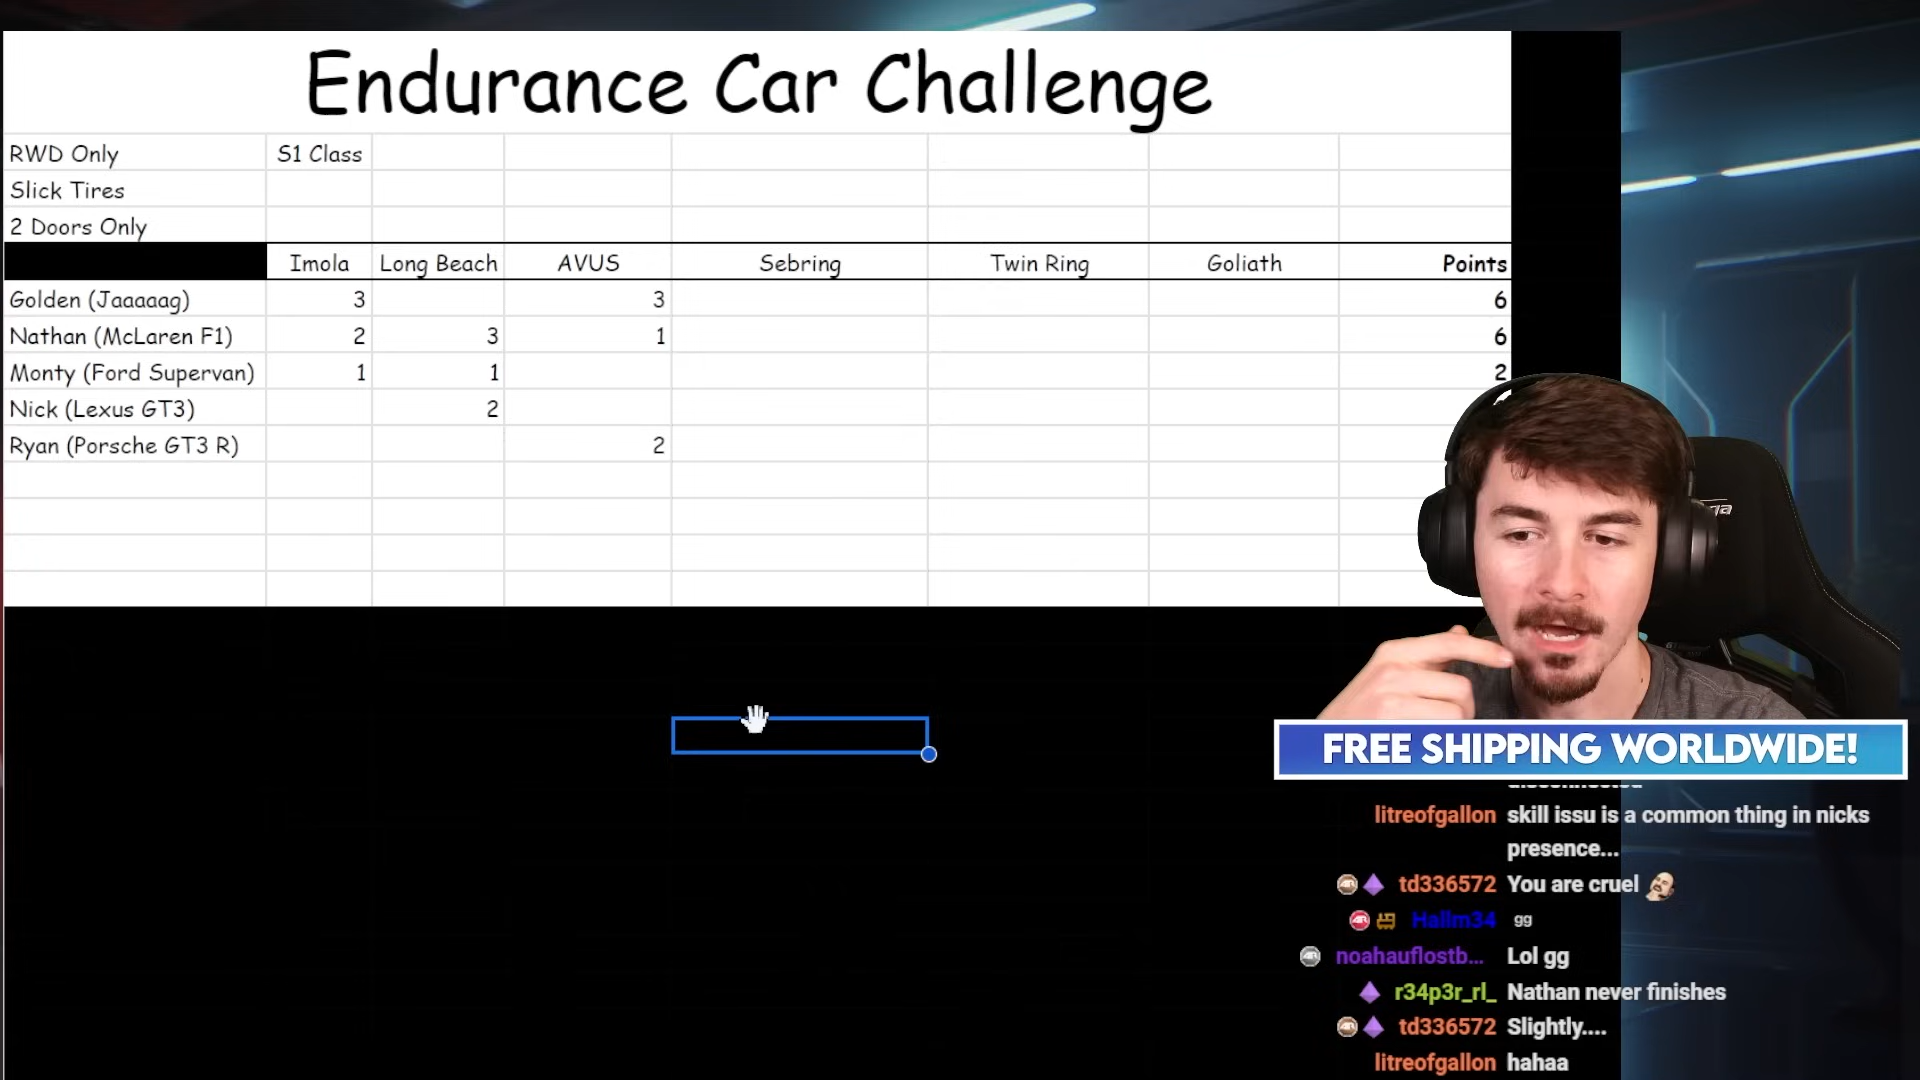 Endurance Car Challenge
RWD Only S1 Class
Slick Tires
2 Doors Only
Imola Long Beach AVUS Sebring Twin Ring Goliath Points
Golden (Jaaaaag) 3 3 6
Nathan (McLaren F1) 2 3 1 6
Monty (Ford Supervan) 1 1 2
Nick (Lexus GT3) 2
Ryan (Porsche GT3 R) 2
FREE SHIPPING WORLDWIDE!
litreofgallon skill issu is a common thing in nicks
presence...
td336572 You are cruel
Hallm34 gg
noahauflostb... Lol gg
r34p3r_rl_ Nathan never finishes
td336572 Slightly....
litreofgallon hahaa